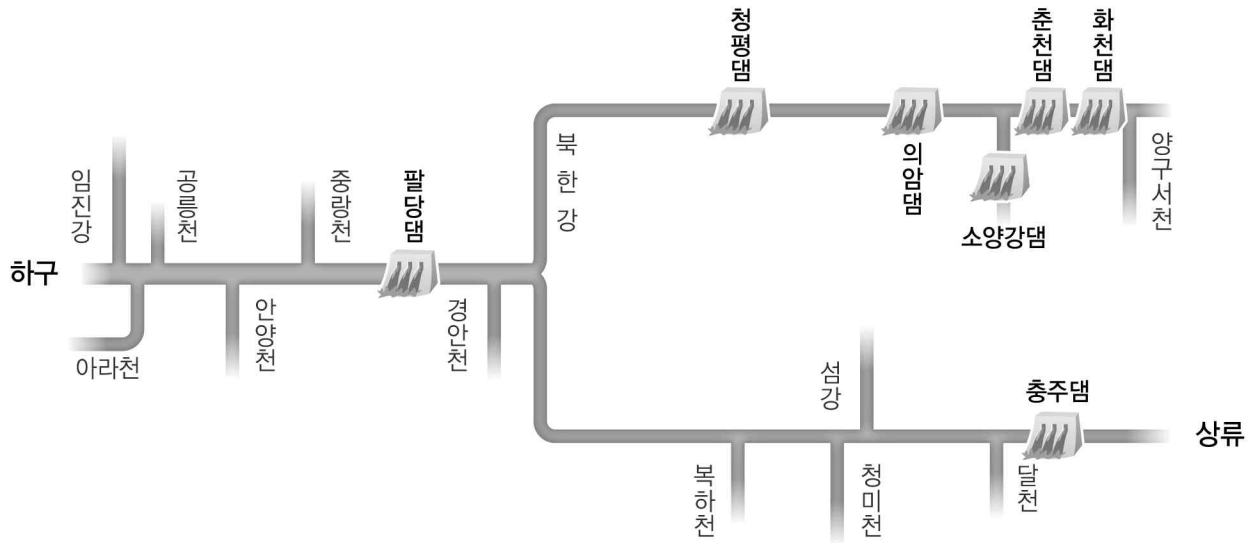 청평댐
춘천댐
화천댐
의암댐
소양강댐
양구서천
북한강
임진강
공릉천
중랑천
팔당댐
하구
아라천
안양천
경안천
섬강
충주댐
상류
복하천
청미천
달천